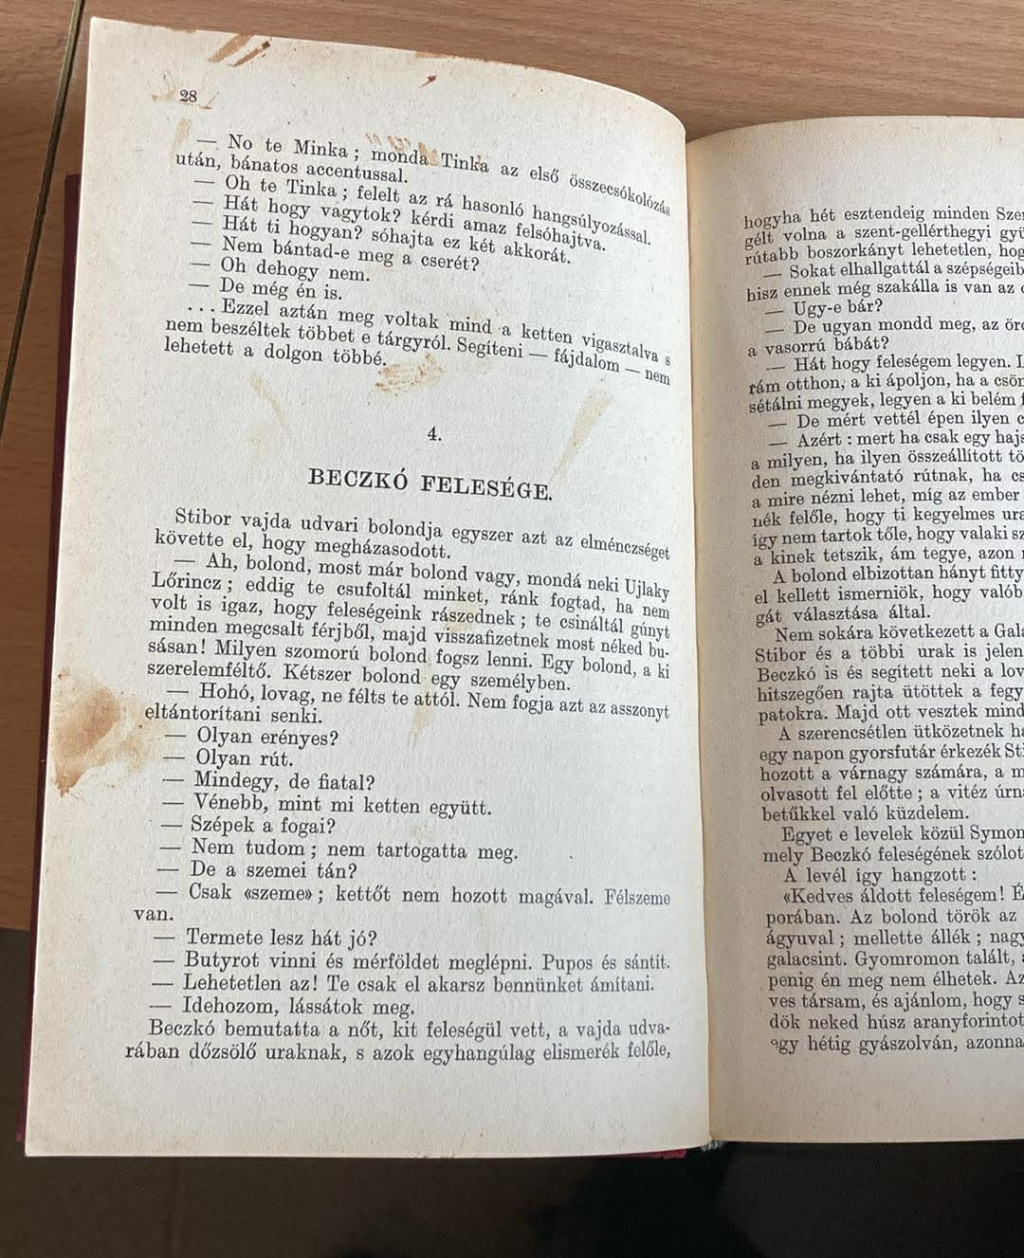 28
— No te Minka ; monda Tinka az első összecsókolózás
után, bánatos accentussal.
— Oh te Tinka ; felelt az rá hasonló hangsúlyozással.
— Hát hogy vagytok? kérdi amaz felsóhajtva.
— Hát ti hogyan? sóhajta ez két akkorát.
— Nem bántad-e meg a cserét?
— Oh dehogy nem.
— De még én is.
... Ezzel aztán meg voltak mind a ketten vigasztalva s
nem beszéltek többet e tárgyról. Segíteni — fájdalom — nem
lehetett a dolgon többé.
4.
BECZKÓ FELESÉGE.
Stibor vajda udvari bolondja egyszer azt az elménczséget
követte el, hogy megházasodott.
— Ah, bolond, most már bolond vagy, mondá neki Ujlaky
Lőrincz ; eddig te csufoltál minket, ránk fogtad, ha nem
volt is igaz, hogy feleségeink rászednek ; te csináltál gúnyt
minden megcsalt férjből, majd visszafizetnek most néked bu-
sásan! Milyen szomorú bolond fogsz lenni. Egy bolond, a ki
szerelemféltő. Kétszer bolond egy személyben.
— Hohó, lovag, ne félts te attól. Nem fogja azt az asszonyt
eltántorítani senki.
— Olyan erényes?
— Olyan rút.
— Mindegy, de fiatal?
— Vénebb, mint mi ketten együtt.
— Szépek a fogai?
— Nem tudom ; nem tartogatta meg.
— De a szemei tán?
— Csak «szeme» ; kettőt nem hozott magával. Félszeme
van.
— Termete lesz hát jó?
— Butyrot vinni és mérföldet meglépni. Pupos és sántít.
— Lehetetlen az! Te csak el akarsz bennünket ámítani.
— Idehozom, lássátok meg.
Beczkó bemutatta a nőt, kit feleségül vett, a vajda udva-
rában dőzsölő uraknak, s azok egyhangúlag elismerék felőle,
hogyha hét esztendeig minden
gélt volna a szent-gellérthegyi
rútabb boszorkányt lehetetlen,
— Sokat elhallgattál a
hisz ennek még szakálla is van az
— Ugy-e bár?
— De ugyan mondd meg, az
a vasorrú bábát?
— Hát hogy feleségem legyen.
rám otthon, a ki ápoljon, ha a
sétálni megyek, legyen a ki belém
— De mért vettél épen ilyen
— Azért : mert ha csak egy
a milyen, ha ilyen összeállított
den megkivántató rútnak, ha
a mire nézni lehet, míg az ember
nék felőle, hogy ti kegyelmes
így nem tartok tőle, hogy valaki
a kinek tetszik, ám tegye, azon
A bolond elbizottan hányt
el kellett ismerniök, hogy
gát választása által.
Nem sokára következett a
Stibor és a többi urak is
Beczkó is és segített neki a
hitszegően rajta ütöttek a
patokra. Majd ott vesztek
A szerencsétlen ütközetnek
egy napon gyorsfutár érkezék
hozott a várnagy számára, a
olvasott fel előtte ; a vitéz
betűkkel való küzdelem.
Egyet e levelek közül
mely Beczkó feleségének
A levél így hangzott :
«Kedves áldott feleségem!
porában. Az bolond török az
ágyuval ; mellette állék ;
galacsint. Gyomromon talált,
penig én meg nem élhetek.
ves társam, és ajánlom, hogy
dök neked húsz
egy hétig gyászolván,